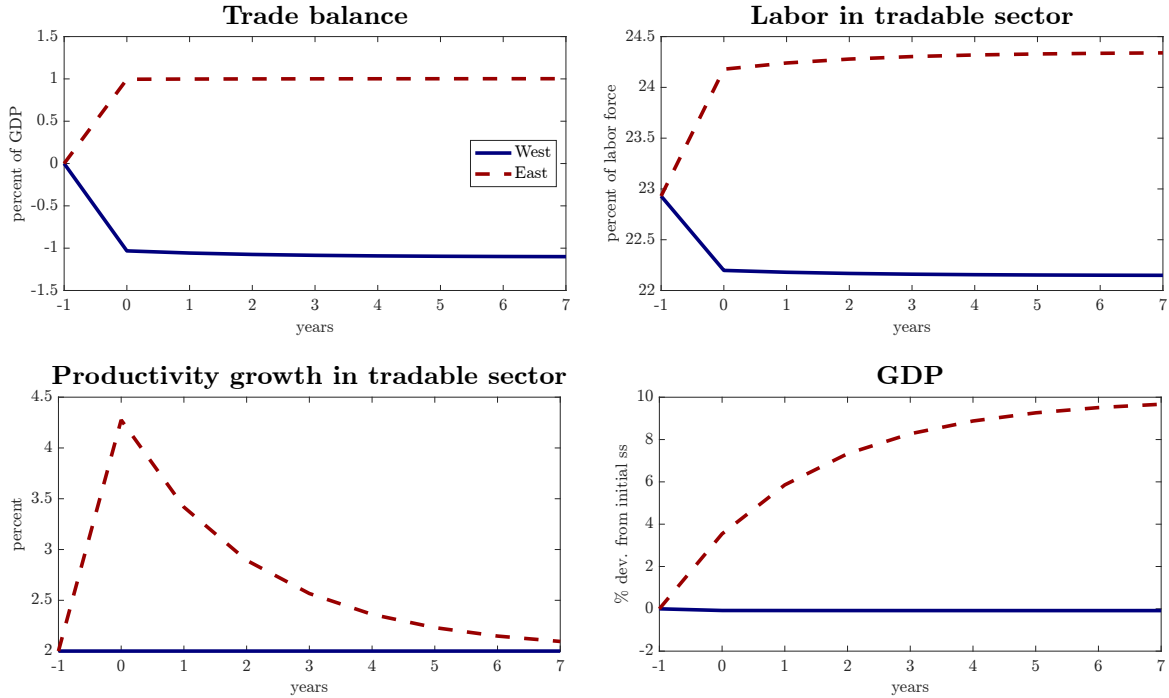 Trade balance
1.5
1
0.5
0
-0.5
-1
-1.5
percent of GDP
West
East
-1 0 1 2 3 4 5 6 7
years
Labor in tradable sector
24.5
24
23.5
23
22.5
22
percent of labor force
-1 0 1 2 3 4 5 6 7
years
Productivity growth in tradable sector
4.5
4
3.5
3
2.5
2
percent
-1 0 1 2 3 4 5 6 7
years
GDP
10
8
6
4
2
0
-2
% dev. from initial ss
-1 0 1 2 3 4 5 6 7
years